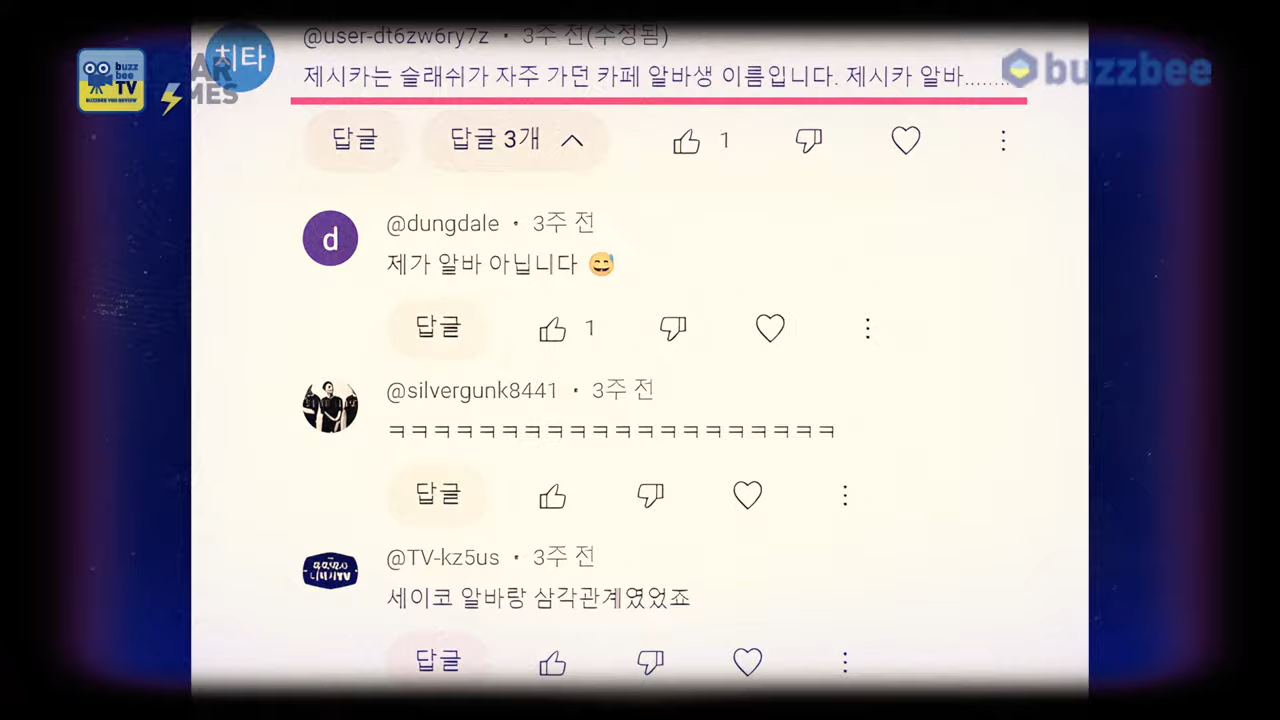 @user-dt6zw6ry7z · 3주 전(수정됨)
치타
제시카는 슬래쉬가 자주 가던 카페 알바생 이름입니다. 제시카 알바.......
buzz
bee
TV
BUZZBEE YOU REVIEW
buzzbee
답글
답글 3개
1
d
@dungdale · 3주 전
제가 알바 아닙니다 😅
답글
1
@silvergunk8441 · 3주 전
ㅋㅋㅋㅋㅋㅋㅋㅋㅋㅋㅋㅋㅋㅋㅋㅋㅋㅋㅋㅋ
답글
@TV-kz5us · 3주 전
세이코 알바랑 삼각관계였었죠
답글